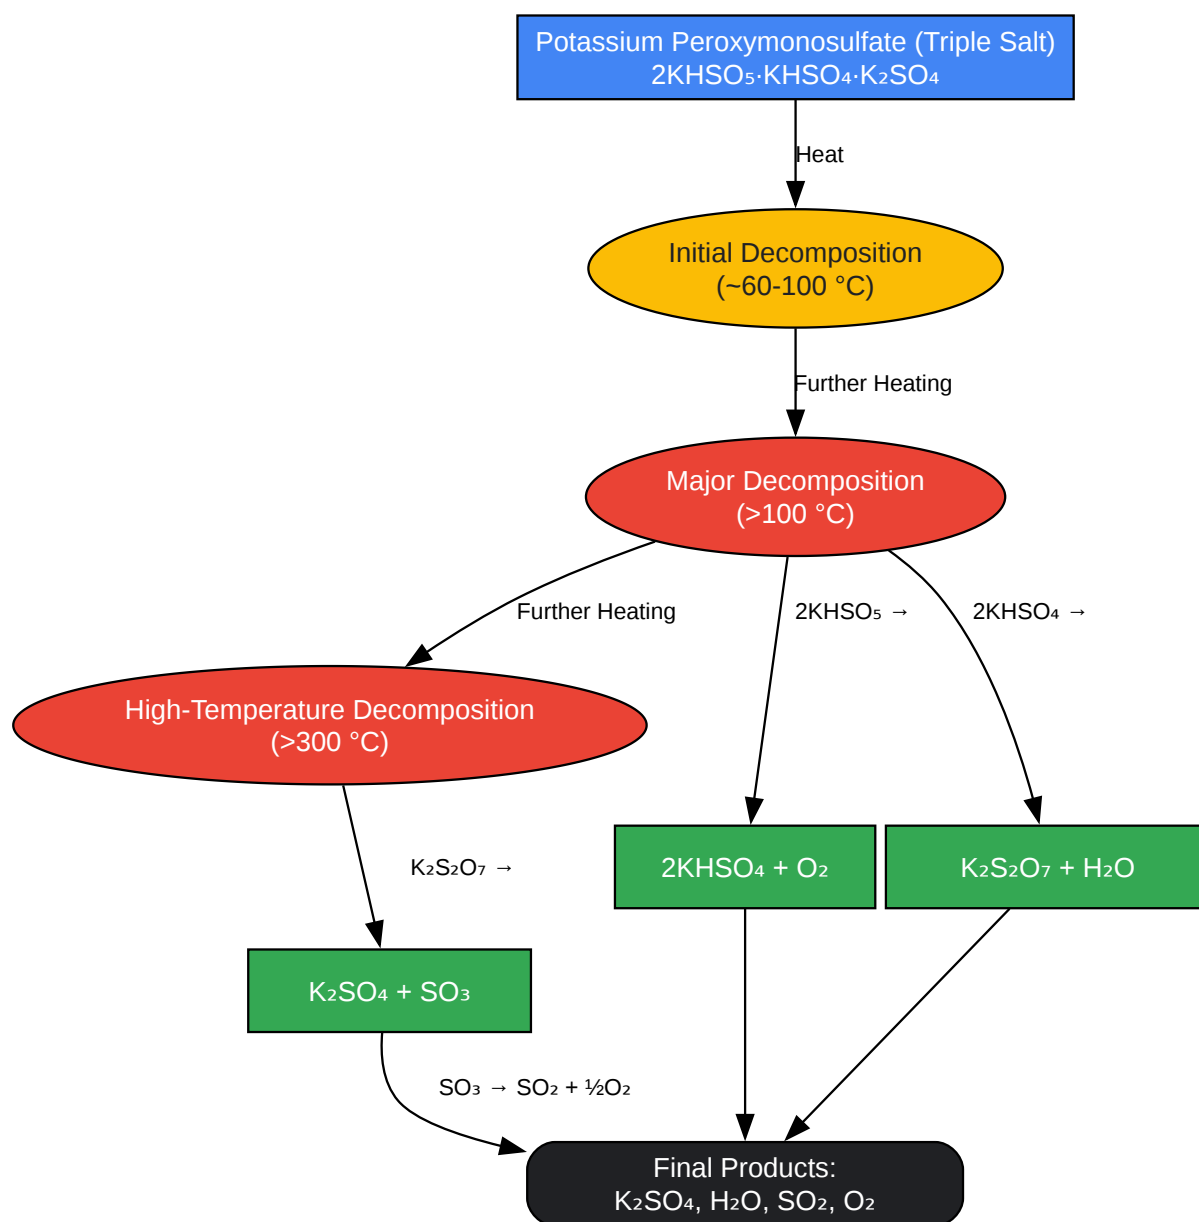 Potassium Peroxymonosulfate (Triple Salt)
2KHSO₅·KHSO₄·K₂SO₄
Heat
Initial Decomposition
(~60-100 °C)
Further Heating
Major Decomposition
(>100 °C)
Further Heating
2KHSO₅ →
2KHSO₄ →
High-Temperature Decomposition
(>300 °C)
K₂S₂O₇ →
2KHSO₄ + O₂
K₂S₂O₇ + H₂O
K₂SO₄ + SO₃
SO₃ → SO₂ + ½O₂
Final Products:
K₂SO₄, H₂O, SO₂, O₂